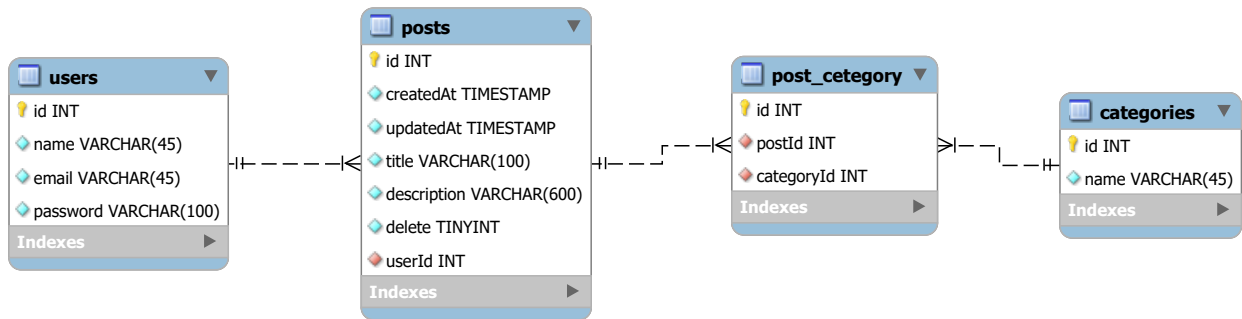 users
id INT
name VARCHAR(45)
email VARCHAR(45)
password VARCHAR(100)
Indexes
posts
id INT
createdAt TIMESTAMP
updatedAt TIMESTAMP
title VARCHAR(100)
description VARCHAR(600)
delete TINYINT
userId INT
Indexes
post_cetegory
id INT
postId INT
categoryId INT
Indexes
categories
id INT
name VARCHAR(45)
Indexes